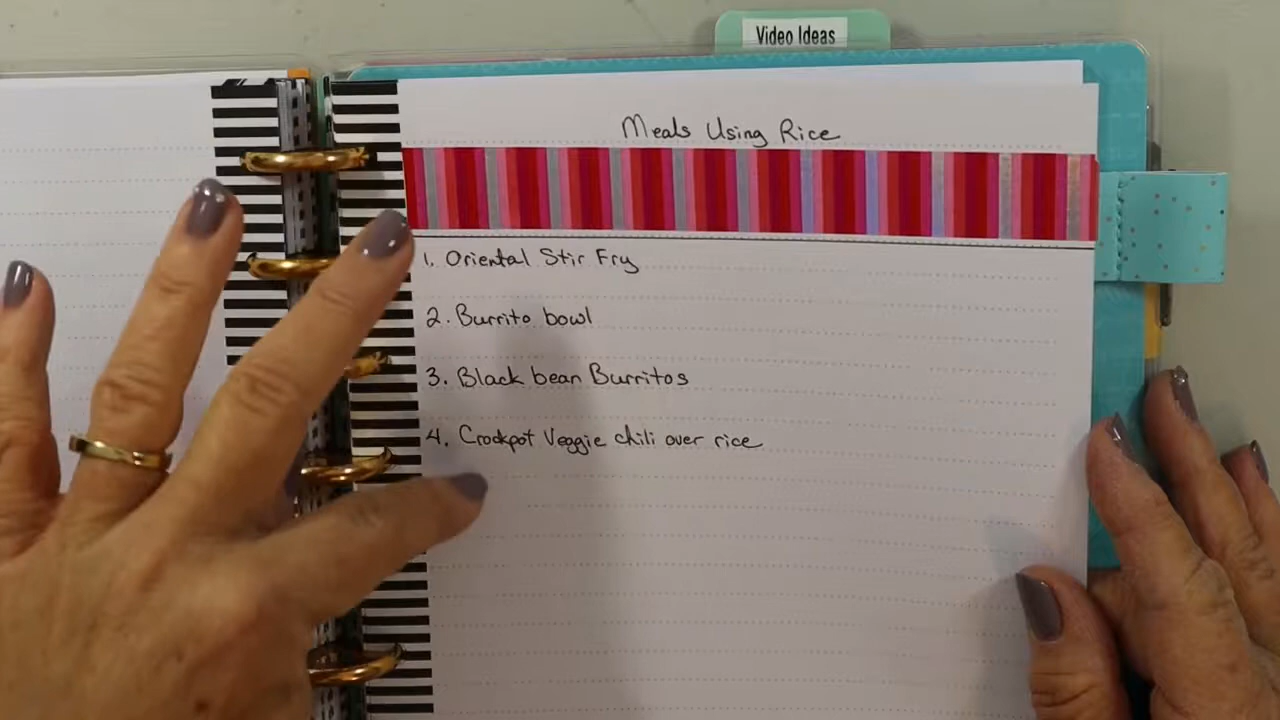 Video Ideas
Meals Using Rice
1. Oriental Stir Fry
2. Burrito bowl
3. Black bean Burritos
4. Crockpot Veggie chili over rice